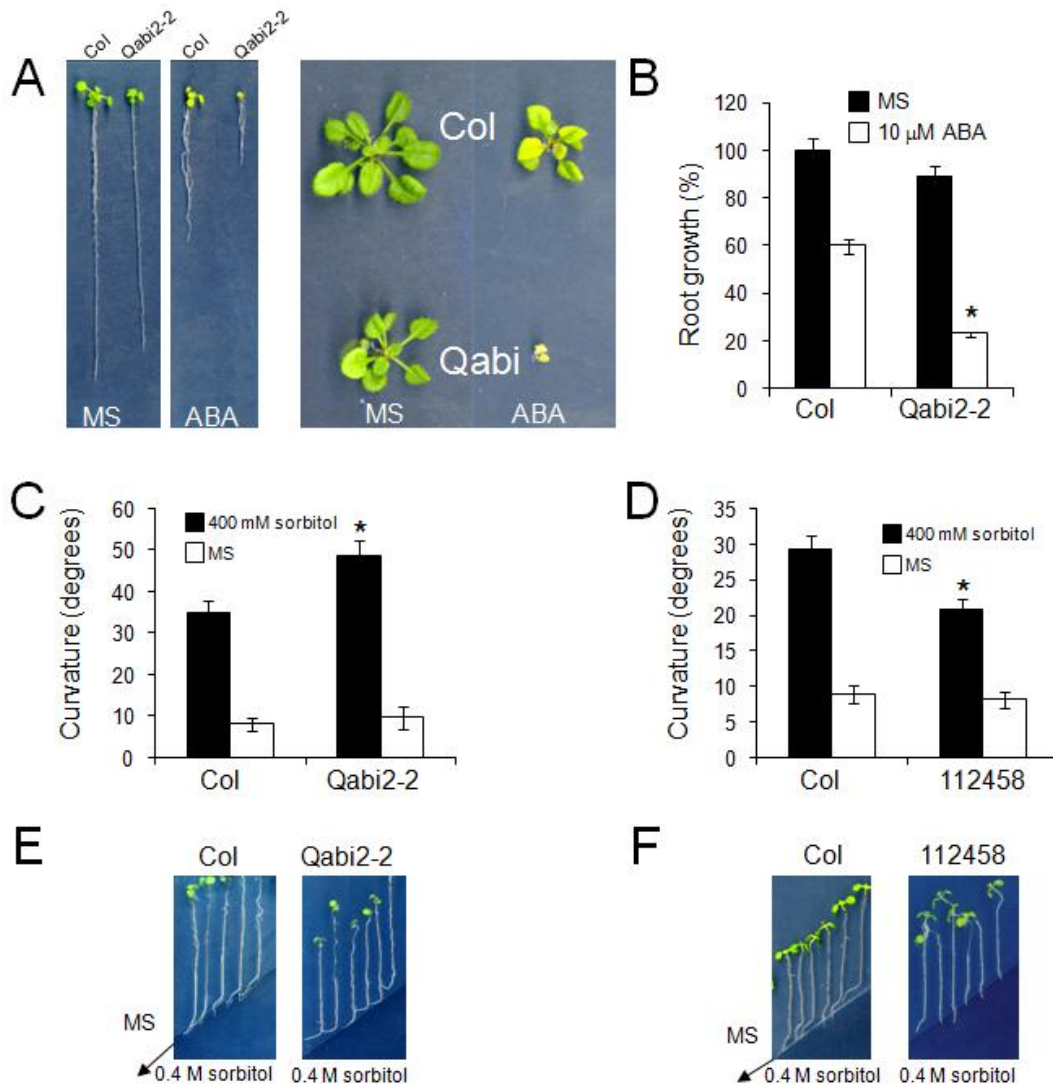 A
Col
Qabi2-2
Col
Qabi2-2
MS
ABA
Col
Qabi
MS
ABA
B
MS
10 μM ABA
Root growth (%)
120
100
80
60
40
20
0
*
Col
Qabi2-2
C
400 mM sorbitol
MS
Curvature (degrees)
60
50
40
30
20
10
0
*
Col
Qabi2-2
D
400 mM sorbitol
MS
Curvature (degrees)
35
30
25
20
15
10
5
0
*
Col
112458
E
Col
Qabi2-2
MS
0.4 M sorbitol
0.4 M sorbitol
F
Col
112458
MS
0.4 M sorbitol
0.4 M sorbitol